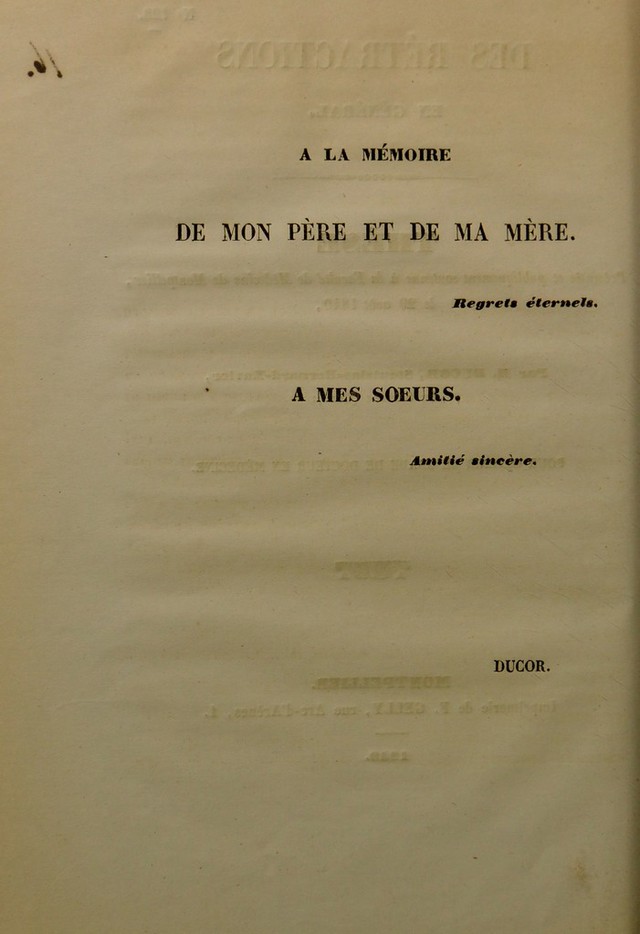 A LA MÉMOIRE
DE MON PÈRE ET DE MA MÈRE.
Regrets éternels.
A MES SOEURS.
Amitié sincère.
DUCOR.